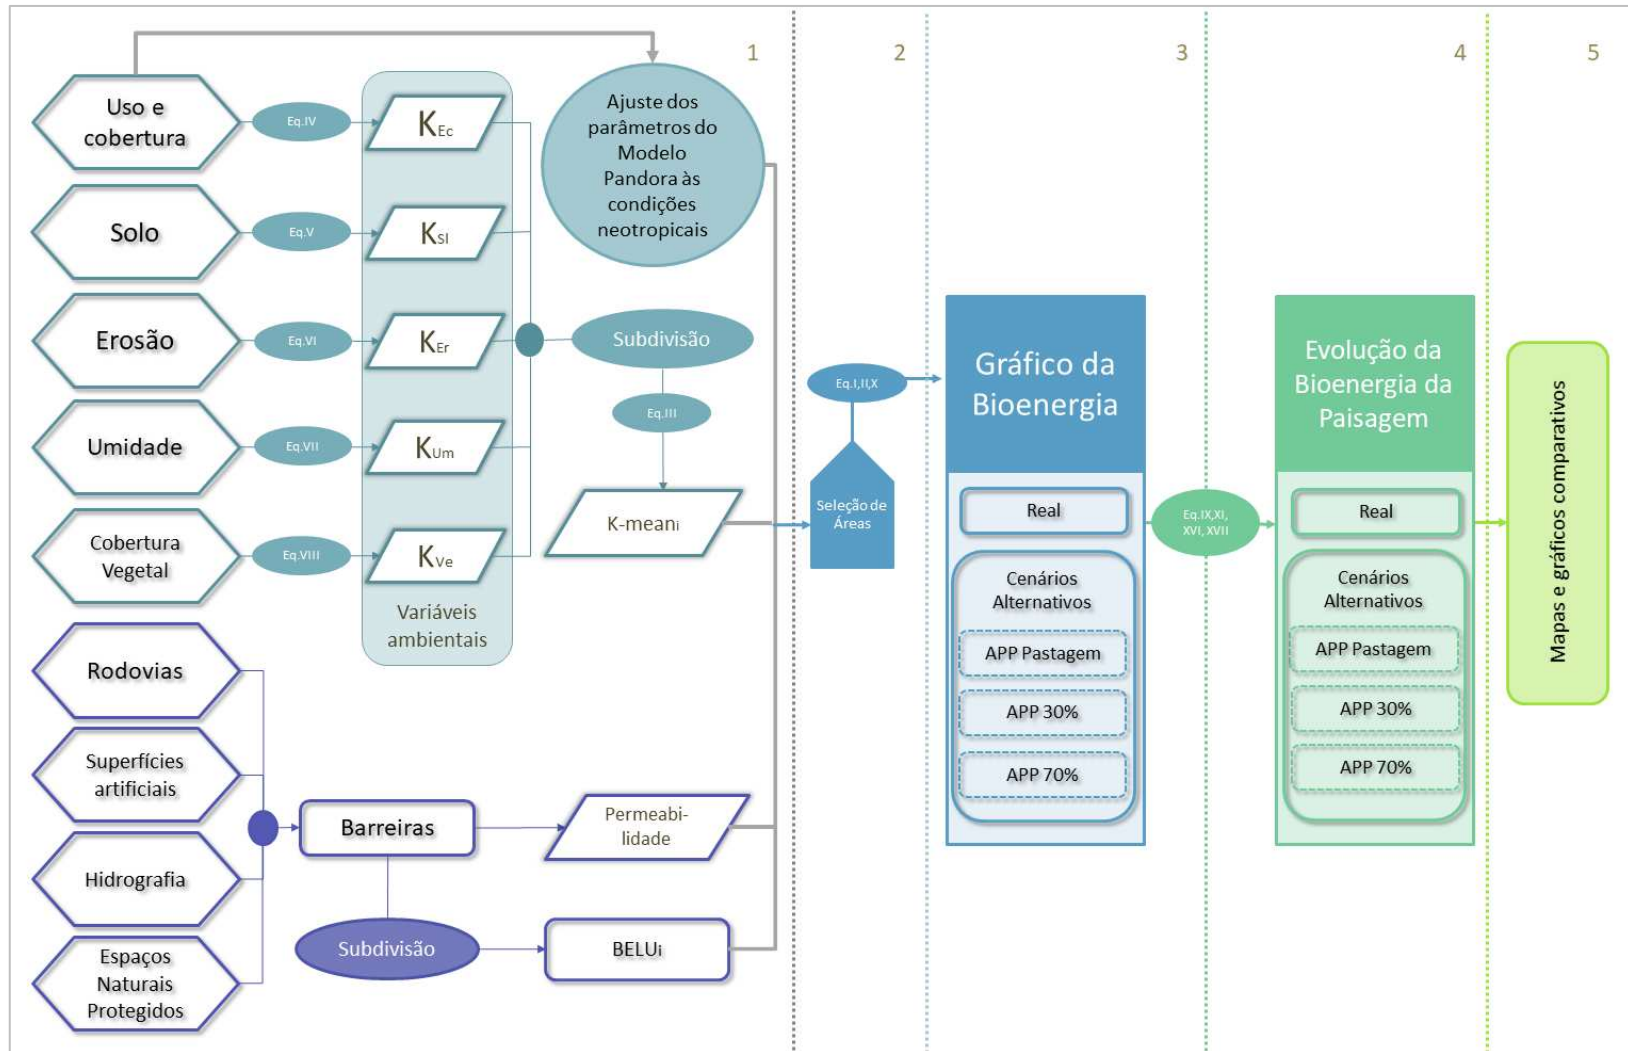 1
2
3
4
5
Uso e
cobertura
Eq.IV
KEc
Ajuste dos
parâmetros do
Modelo
Pandora às
condições
neotropicais
Solo
Eq.V
KSl
Erosão
Eq.VI
KEr
Subdivisão
Eq.III
Umidade
Eq.VII
KUm
K-meani
Cobertura
Vegetal
Eq.VIII
KVe
Variáveis
ambientais
Rodovias
Superfícies
artificiais
Hidrografia
Espaços
Naturais
Protegidos
Barreiras
Permeabi-
lidade
Subdivisão
BELUi
Eq.I,II,X
Seleção de
Áreas
Gráfico da
Bioenergia
Real
Cenários
Alternativos
APP Pastagem
APP 30%
APP 70%
Eq.IX,XI,
XVI, XVII
Evolução da
Bioenergia da
Paisagem
Real
Cenários
Alternativos
APP Pastagem
APP 30%
APP 70%
Mapas e gráficos comparativos